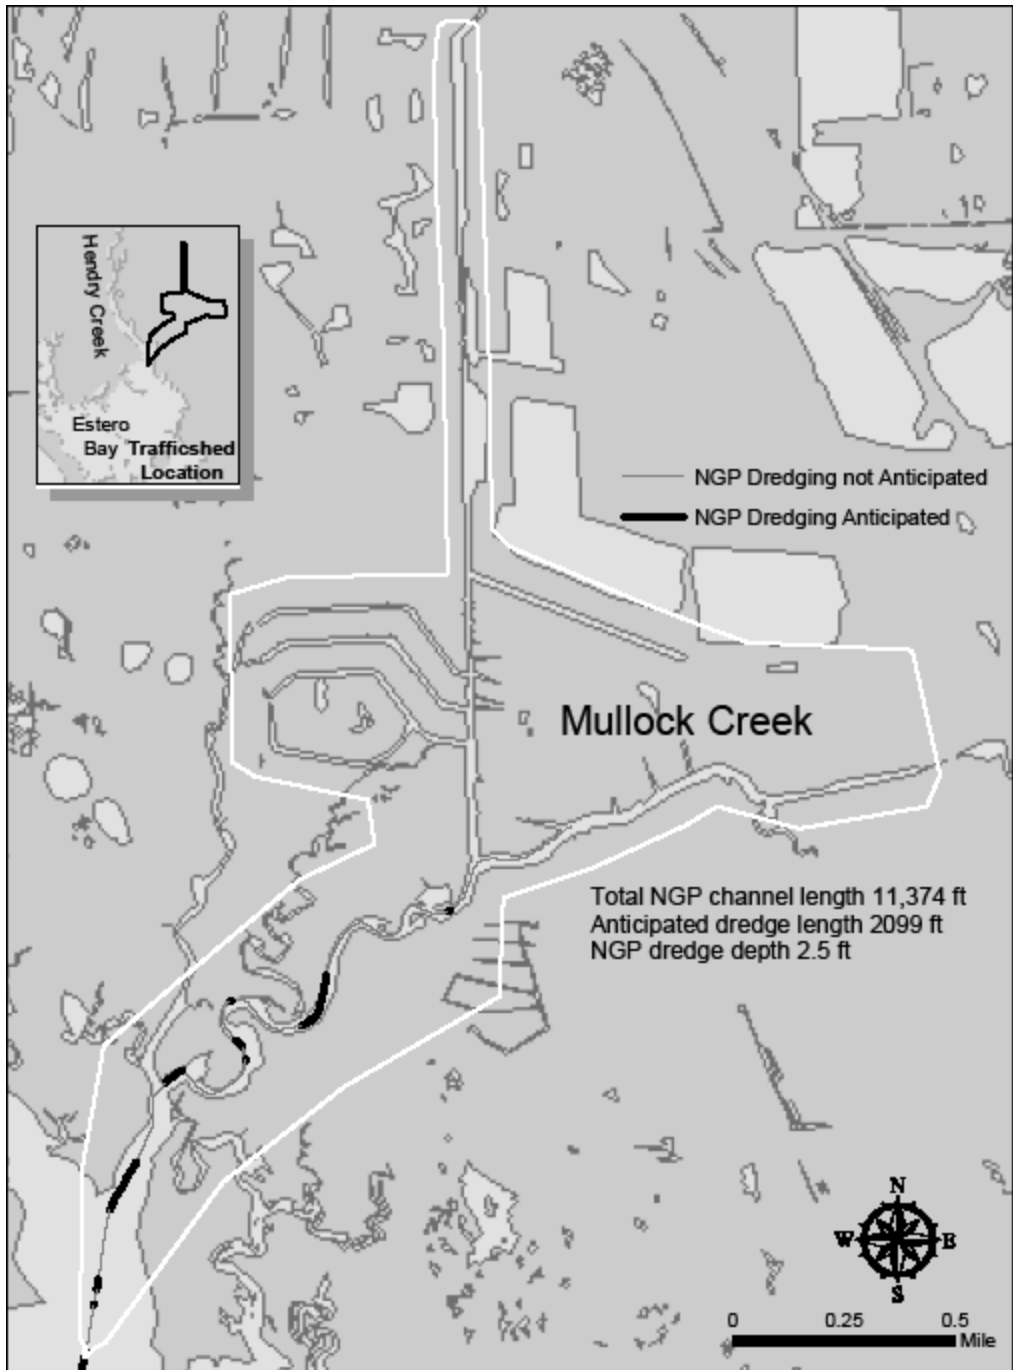 Hendry Creek
Estero
Bay
Trafficshed
Location
NGP Dredging not Anticipated
NGP Dredging Anticipated
Mullock Creek
Total NGP channel length 11,374 ft
Anticipated dredge length 2099 ft
NGP dredge depth 2.5 ft
N
W
E
S
0
0.25
0.5
Mile